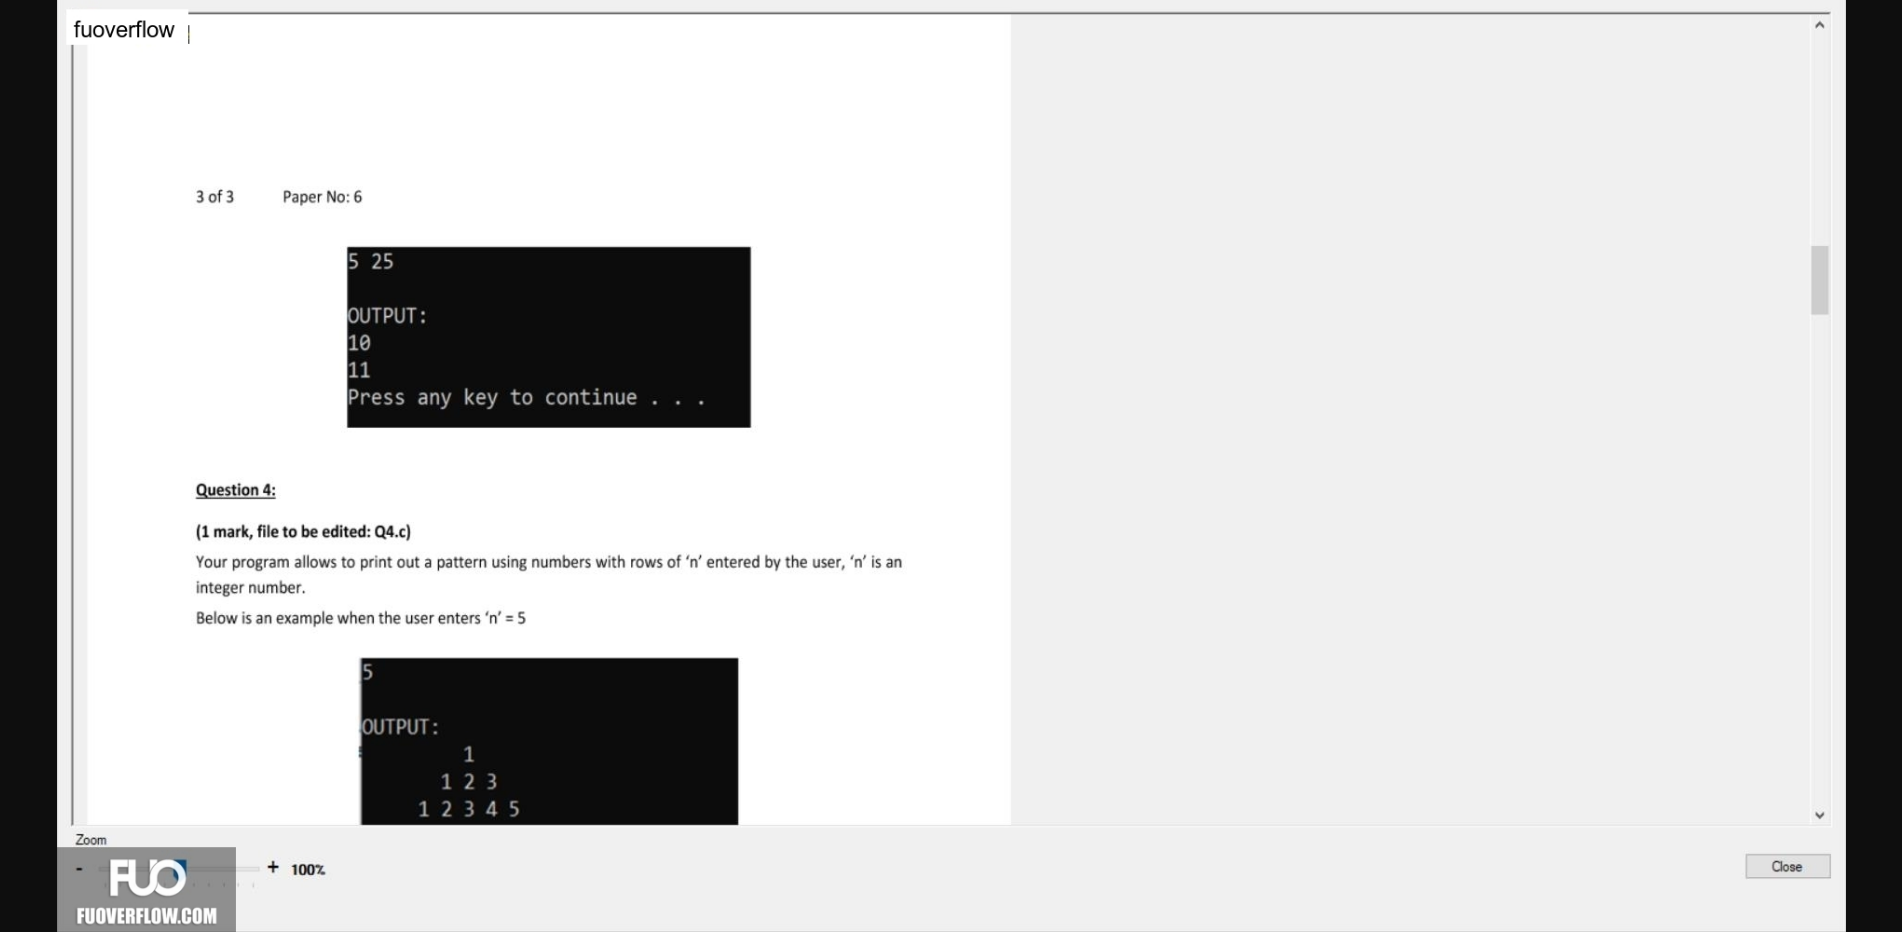 fuoverflow
3 of 3 Paper No: 6
5 25
OUTPUT:
10
11
Press any key to continue . . .
Question 4:
(1 mark, file to be edited: Q4.c)
Your program allows to print out a pattern using numbers with rows of ‘n’ entered by the user, ‘n’ is an
integer number.
Below is an example when the user enters ‘n’ = 5
5
OUTPUT:
1
1 2 3
1 2 3 4 5
Zoom
- + 100%
Close
FUO
FUOVERFLOW.COM